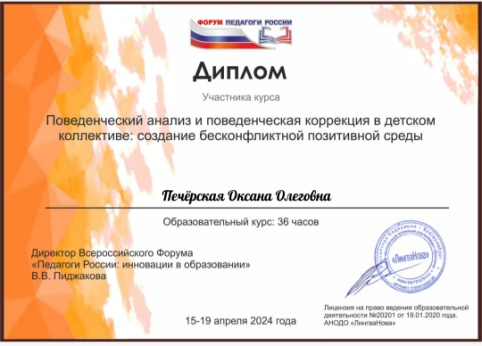 ФОРУМ ПЕДАГОГИ РОССИИ
Диплом
Участника курса
Поведенческий анализ и поведенческая коррекция в детском
коллективе: создание бесконфликтной позитивной среды
Печёрская Оксана Олеговна
Образовательный курс: 36 часов
Директор Всероссийского Форума
«Педагоги России: инновации в образовании»
В.В. Пиджакова
«ЛингваНова»
Лицензия на право ведения образовательной
деятельности №20201 от 19.01.2020 года.
АНОДО «ЛингваНова»
15-19 апреля 2024 года